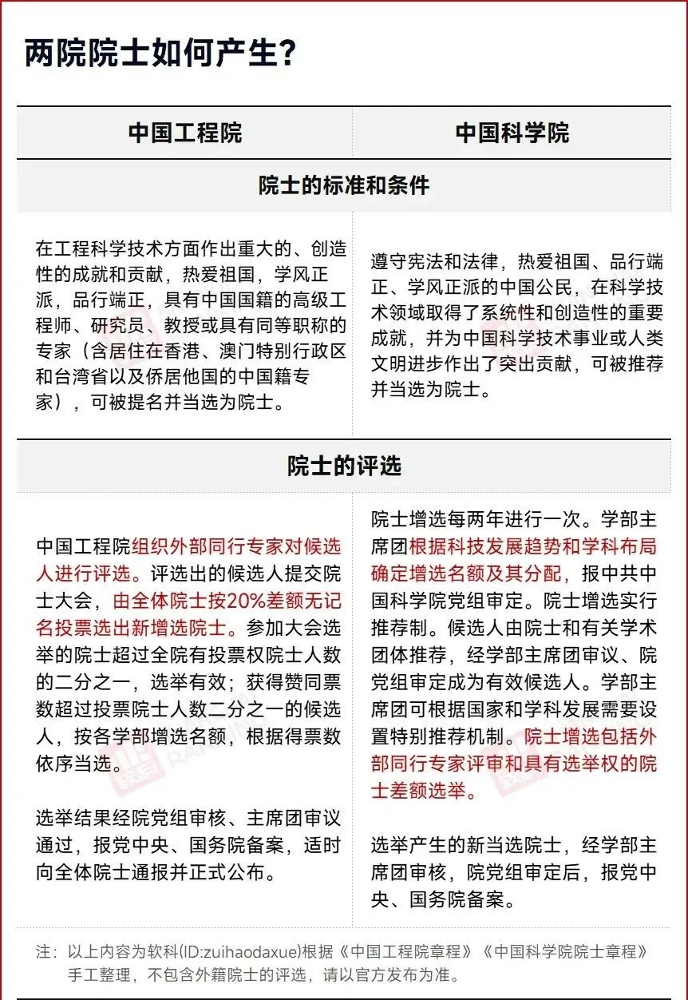 两院院士如何产生?
中国工程院
中国科学院
院士的标准和条件
在工程科学技术方面作出重大的、创造
性的成就和贡献，热爱祖国，学风正
派，品行端正，具有中国国籍的高级工
程师、研究员、教授或具有同等职称的
专家（含居住在香港、澳门特别行政区
和台湾省以及侨居他国的中国籍专
家），可被提名并当选为院士。
遵守宪法和法律，热爱祖国、品行端
正、学风正派的中国公民，在科学技
术领域取得了系统性和创造性的重要
成就，并为中国科学技术事业或人类
文明进步作出了突出贡献，可被推荐
并当选为院士。
院士的评选
中国工程院组织外部同行专家对候选
人进行评选。评选出的候选人提交院
士大会，由全体院士按20%差额无记
名投票选出新增选院士。参加大会选
举的院士超过全院有投票权院士人数
的二分之一，选举有效；获得赞同票
数超过投票院士人数二分之一的候选
人，按各学部增选名额，根据得票数
依序当选。
选举结果经院党组审核、主席团审议
通过，报党中央、国务院备案，适时
向全体院士通报并正式公布。
院士增选每两年进行一次。学部主
席团根据科技发展趋势和学科布局
确定增选名额及其分配，报中共中
国科学院党组审定。院士增选实行
推荐制。候选人由院士和有关学术
团体推荐，经学部主席团审议、院
党组审定成为有效候选人。学部主
席团可根据国家和学科发展需要设
置特别推荐机制。院士增选包括外
部同行专家评审和具有选举权的院
士差额选举。
选举产生的新当选院士，经学部主
席团审核，院党组审定后，报党中
央、国务院备案。
注：以上内容为软科(ID:zuihaodaxue)根据《中国工程院章程》《中国科学院院士章程》
手工整理，不包含外籍院士的评选，请以官方发布为准。
软科
RANKING